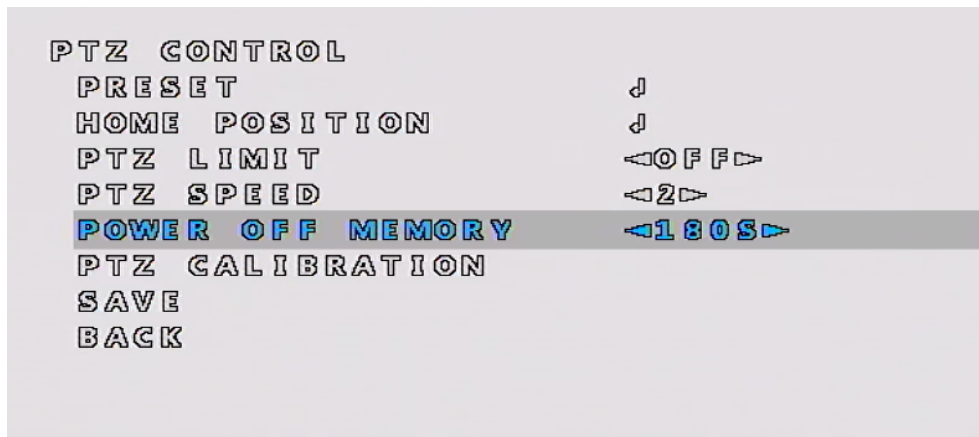 PTZ CONTROL
PRESET ↲
HOME POSITION ↲
PTZ LIMIT ◅OFF▻
PTZ SPEED ◅2▻
POWER OFF MEMORY ◅180S▻
PTZ CALIBRATION
SAVE
BACK